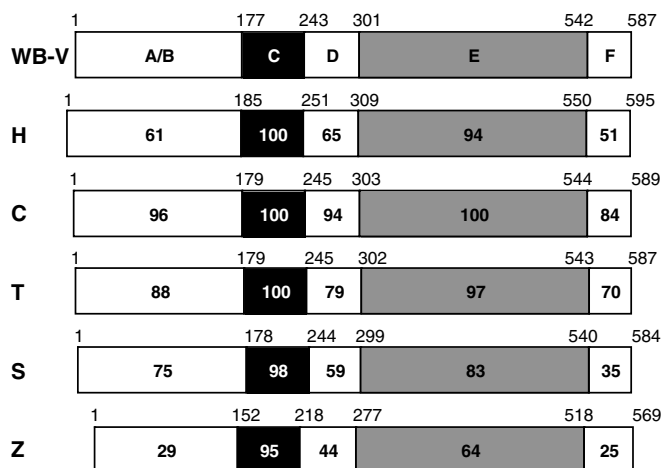 1 177 243 301 542 587
WB-V A/B C D E F
1 185 251 309 550 595
H 61 100 65 94 51
1 179 245 303 544 589
C 96 100 94 100 84
1 179 245 302 543 587
T 88 100 79 97 70
1 178 244 299 540 584
S 75 98 59 83 35
1 152 218 277 518 569
Z 29 95 44 64 25